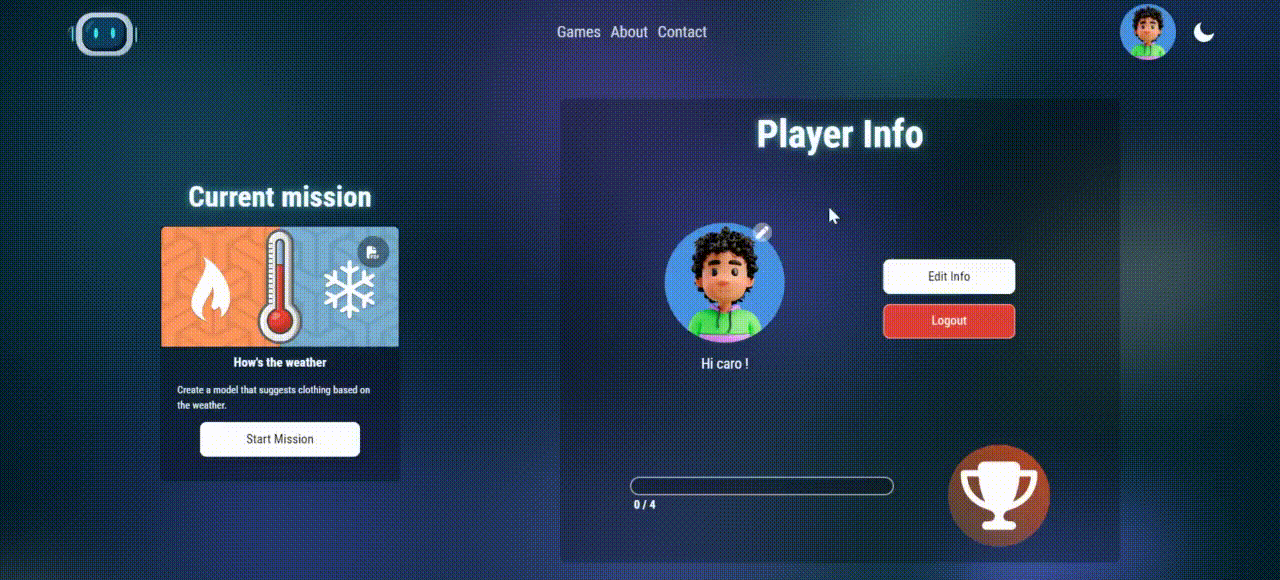 Games About Contact
Player Info
Current mission
PDF
How's the weather
Create a model that suggests clothing based on
the weather.
Start Mission
Edit Info
Logout
Hi caro !
0 / 4